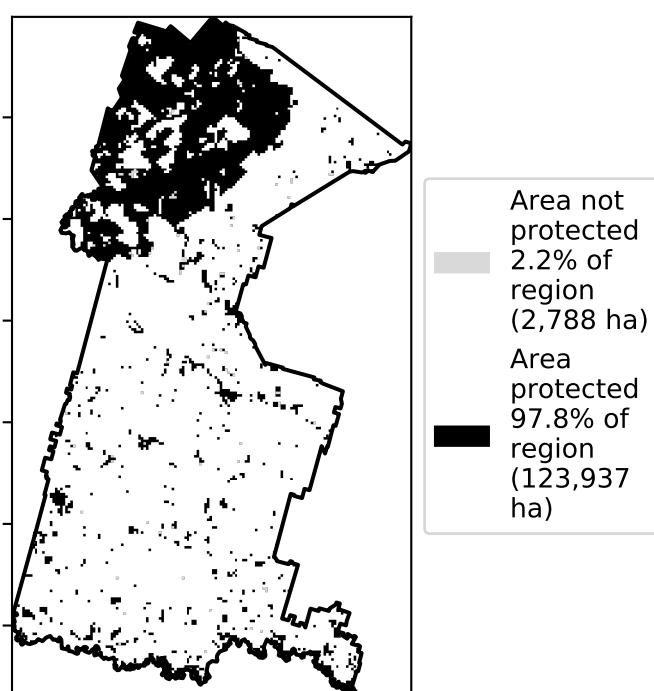 Area not
protected
2.2% of
region
(2,788 ha)
Area
protected
97.8% of
region
(123,937
ha)